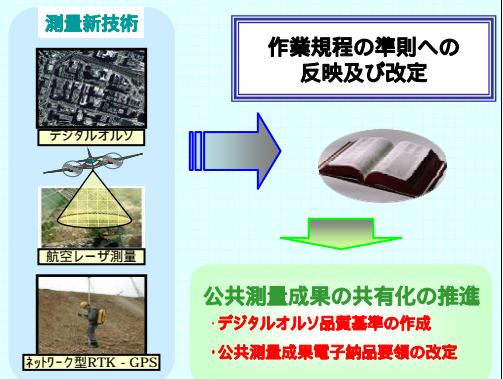 測量新技術
デジタルオルソ
航空レーザ測量
ネットワーク型RTK - GPS
作業規程の準則への
反映及び改定
公共測量成果の共有化の推進
・デジタルオルソ品質基準の作成
・公共測量成果電子納品要領の改定